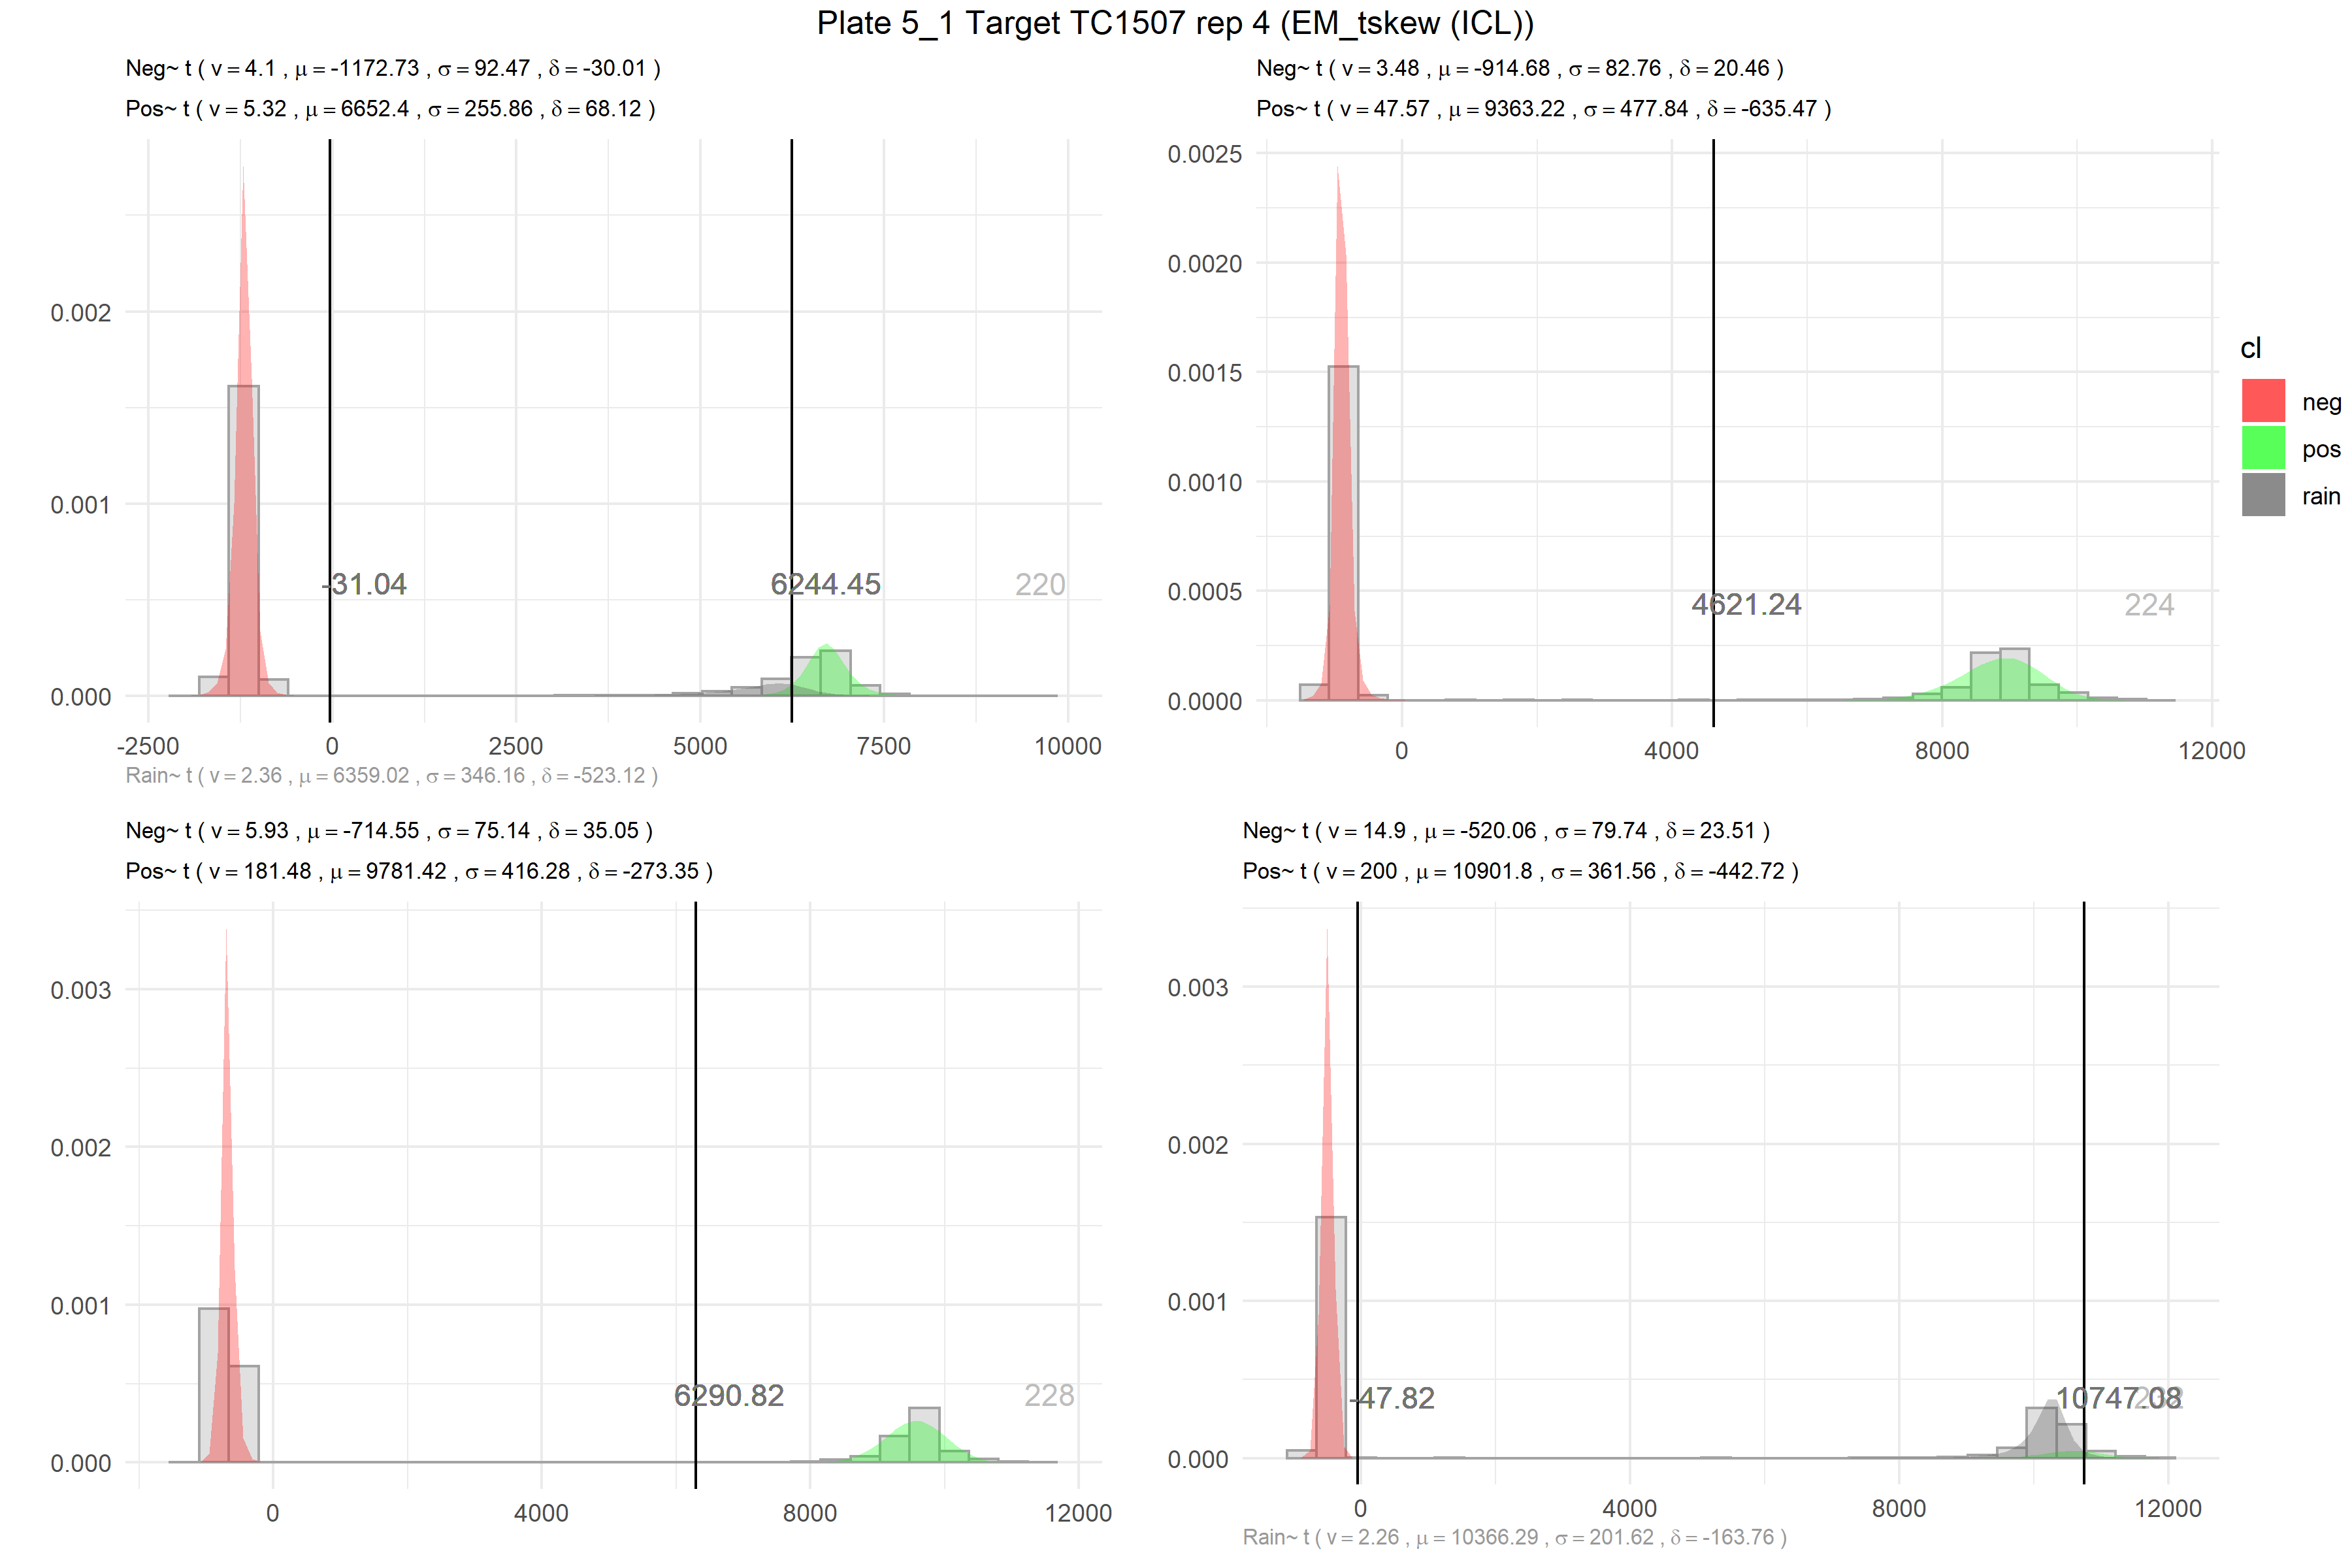 Plate 5_1 Target TC1507 rep 4 (EM_tskew (ICL))
Neg~ t ( v = 4.1 , μ = -1172.73 , σ = 92.47 , δ = -30.01 )
Pos~ t ( v = 5.32 , μ = 6652.4 , σ = 255.86 , δ = 68.12 )
0.002
0.001
0.000
-31.04
6244.45
220
-2500 0 2500 5000 7500 10000
Rain~ t ( v = 2.36 , μ = 6359.02 , σ = 346.16 , δ = -523.12 )
Neg~ t ( v = 3.48 , μ = -914.68 , σ = 82.76 , δ = 20.46 )
Pos~ t ( v = 47.57 , μ = 9363.22 , σ = 477.84 , δ = -635.47 )
0.0025
0.0020
0.0015
0.0010
0.0005
0.0000
4621.24
224
0 4000 8000 12000
cl
neg
pos
rain
Neg~ t ( v = 5.93 , μ = -714.55 , σ = 75.14 , δ = 35.05 )
Pos~ t ( v = 181.48 , μ = 9781.42 , σ = 416.28 , δ = -273.35 )
0.003
0.002
0.001
0.000
6290.82
228
0 4000 8000 12000
Neg~ t ( v = 14.9 , μ = -520.06 , σ = 79.74 , δ = 23.51 )
Pos~ t ( v = 200 , μ = 10901.8 , σ = 361.56 , δ = -442.72 )
0.003
0.002
0.001
0.000
-47.82
10747.08
0 4000 8000 12000
Rain~ t ( v = 2.26 , μ = 10366.29 , σ = 201.62 , δ = -163.76 )